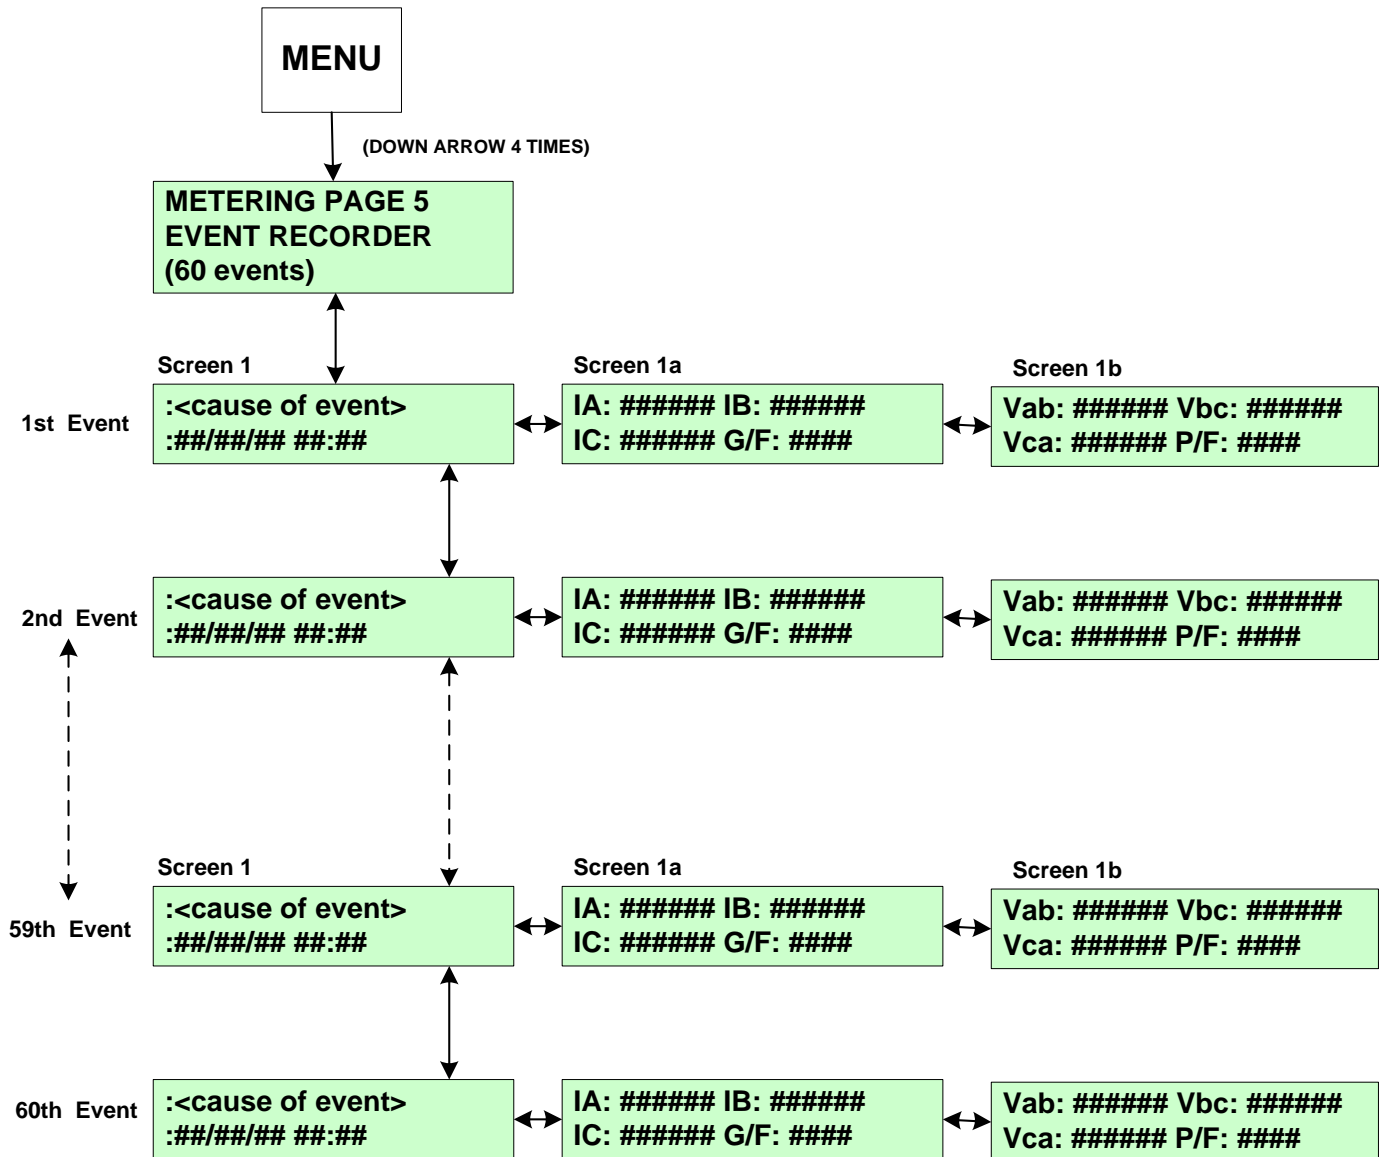 MENU
(DOWN ARROW 4 TIMES)
METERING PAGE 5
EVENT RECORDER
(60 events)
Screen 1
Screen 1a
Screen 1b
1st Event
:<cause of event>
:##/##/## ##:##
IA: ###### IB: ######
IC: ###### G/F: ####
Vab: ###### Vbc: ######
Vca: ###### P/F: ####
2nd Event
:<cause of event>
:##/##/## ##:##
IA: ###### IB: ######
IC: ###### G/F: ####
Vab: ###### Vbc: ######
Vca: ###### P/F: ####
Screen 1
Screen 1a
Screen 1b
59th Event
:<cause of event>
:##/##/## ##:##
IA: ###### IB: ######
IC: ###### G/F: ####
Vab: ###### Vbc: ######
Vca: ###### P/F: ####
60th Event
:<cause of event>
:##/##/## ##:##
IA: ###### IB: ######
IC: ###### G/F: ####
Vab: ###### Vbc: ######
Vca: ###### P/F: ####